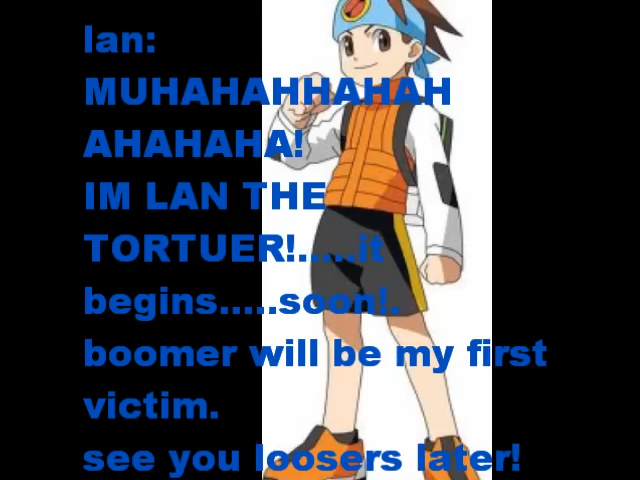 lan:
MUHAHAHHAHAH
AHAHAHA!
IM LAN THE
TORTUER!.....it
begins.....soon!.
boomer will be my first
victim.
see you loosers later!